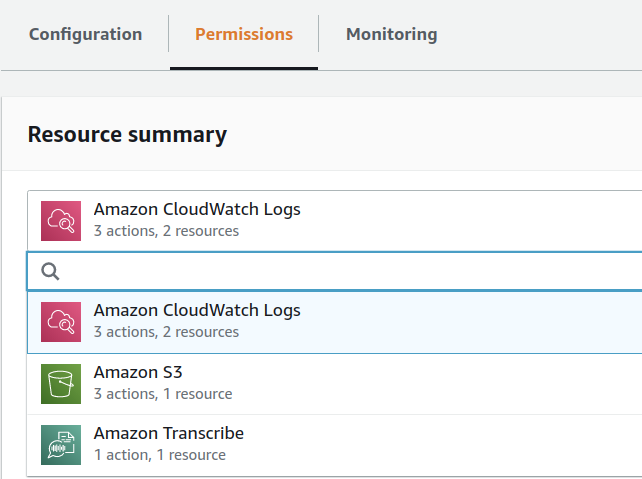 Configuration
Permissions
Monitoring
Resource summary
Amazon CloudWatch Logs
3 actions, 2 resources
Amazon CloudWatch Logs
3 actions, 2 resources
Amazon S3
3 actions, 1 resource
Amazon Transcribe
1 action, 1 resource